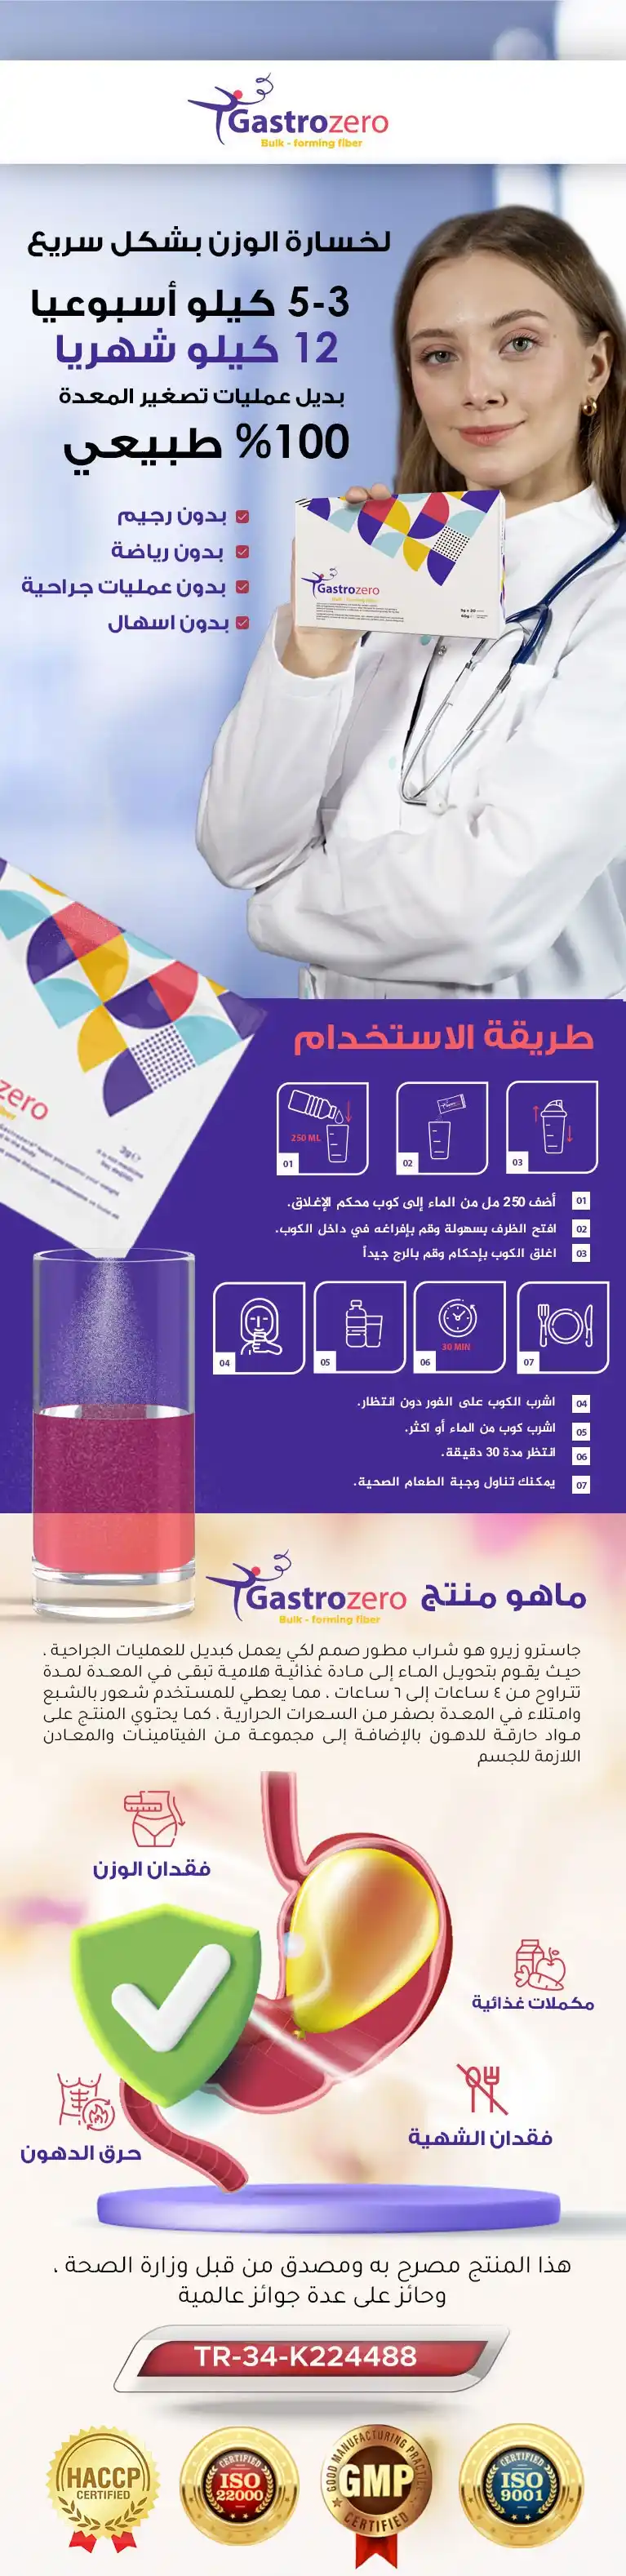 Gastrozero
Bulk - forming fiber
لخسارة الوزن بشكل سريع
5-3 كيلو أسبوعيا
12 كيلو شهريا
بديل عمليات تصغير المعدة
%100 طبيعي
بدون رجيم
بدون رياضة
بدون عمليات جراحية
بدون اسهال
Gastrozero
طريقة الاستخدام
250 ML
01
02
03
01 أضف 250 مل من الماء إلى كوب محكم الإغلاق.
02 افتح الظرف بسهولة وقم بإفراغه في داخل الكوب.
03 اغلق الكوب بإحكام وقم بالرج جيداً
zero
3g
04
05
30 MIN
06
07
04 اشرب الكوب على الفور دون انتظار.
05 اشرب كوب من الماء أو اكثر.
06 انتظر مدة 30 دقيقة.
07 يمكنك تناول وجبة الطعام الصحية.
ماهو منتج Gastrozero
Bulk - forming fiber
جاسترو زيرو هو شراب مطور صمم لكي يعمل كبديل للعمليات الجراحية ،
حيث يقوم بتحويل الماء إلى مادة غذائية هلامية تبقى في المعدة لمدة
تتراوح من ٤ ساعات إلى ٦ ساعات ، مما يعطي للمستخدم شعور بالشبع
وامتلاء في المعدة بصفر من السعرات الحرارية ، كما يحتوي المنتج على
مواد حارقة للدهون بالإضافة إلى مجموعة من الفيتامينات والمعادن
اللازمة للجسم
فقدان الوزن
مكملات غذائية
فقدان الشهية
حرق الدهون
هذا المنتج مصرح به ومصدق من قبل وزارة الصحة ،
وحائز على عدة جوائز عالمية
TR-34-K224488
HACCP
CERTIFIED
CERTIFIED
ISO
22000
GOOD MANUFACTURING PRACTICE
GMP
CERTIFIED
CERTIFIED
ISO
9001